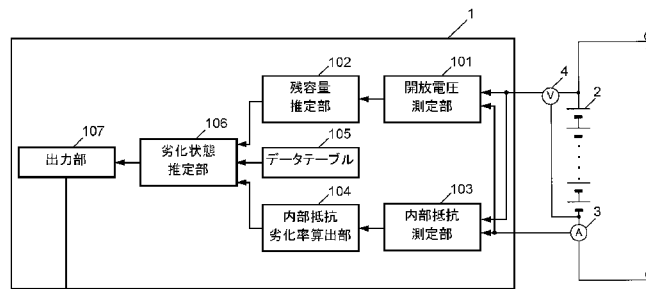 1
102
残容量
推定部
101
開放電圧
測定部
4
V
2
107
出力部
106
劣化状態
推定部
105
データテーブル
104
内部抵抗
劣化率算出部
103
内部抵抗
測定部
3
A